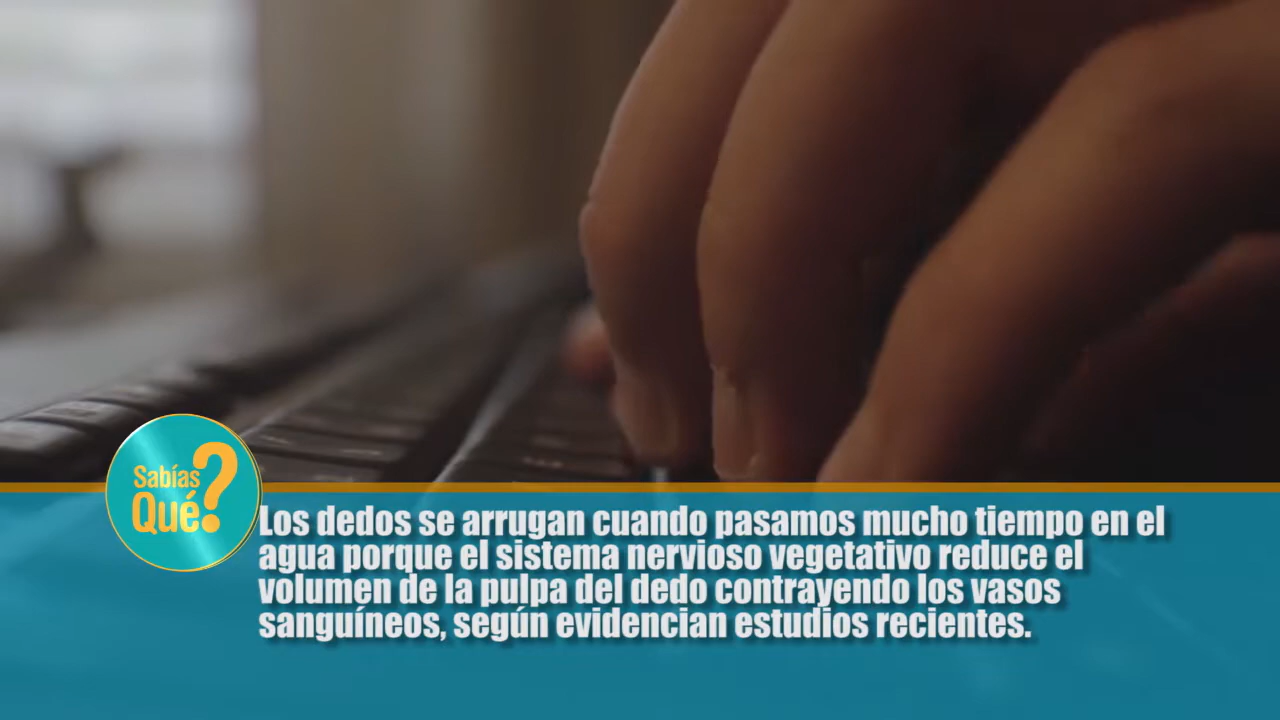 Sabías
Qué?
Los dedos se arrugan cuando pasamos mucho tiempo en el
agua porque el sistema nervioso vegetativo reduce el
volumen de la pulpa del dedo contrayendo los vasos
sanguíneos, según evidencian estudios recientes.